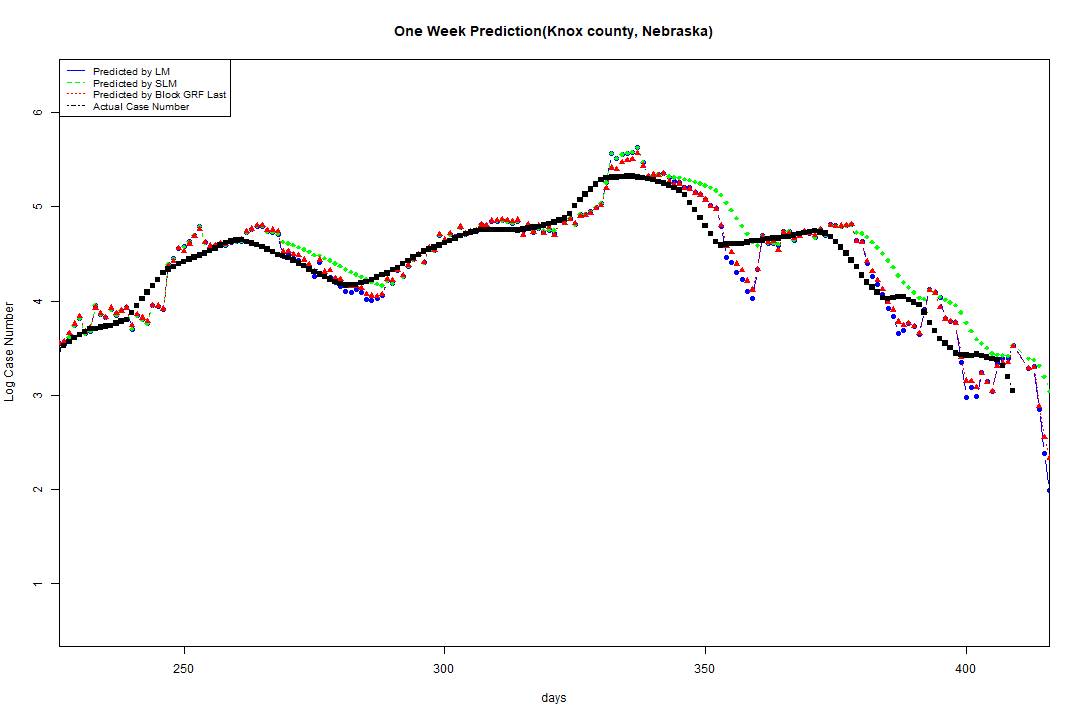 One Week Prediction(Knox county, Nebraska)
Predicted by LM
Predicted by SLM
Predicted by Block GRF Last
Actual Case Number
6
5
4
3
2
1
Log Case Number
250
300
350
400
days